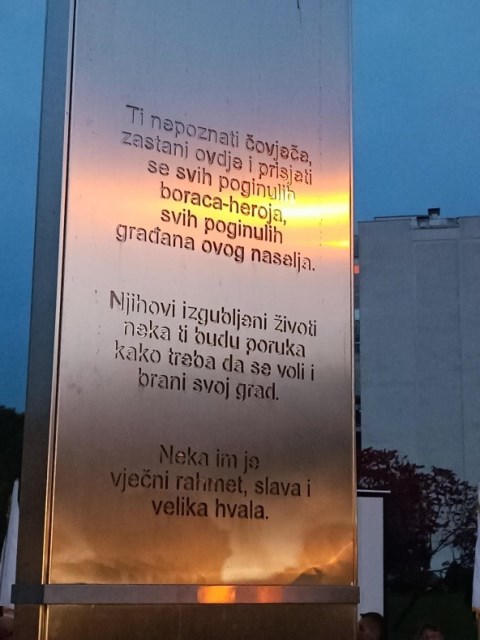 Ti nepoznati čovječe,
zastani ovdje i prisjeti
se svih poginulih
boraca-heroja,
svih poginulih
građana ovog naselja.
Njihovi izgubljeni životi
neka ti budu poruka
kako treba da se voli i
brani svoj grad.
Neka im je
vječni rahmet, slava i
velika hvala.